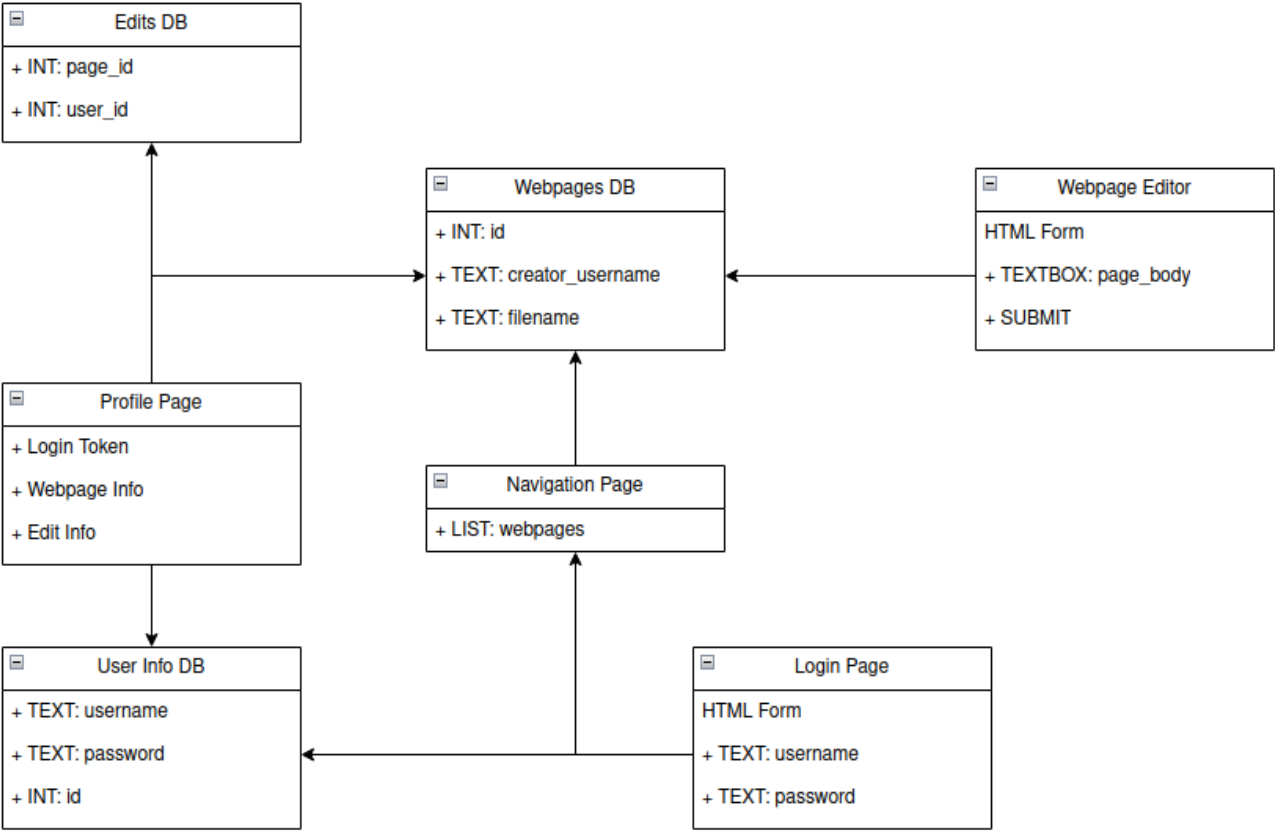 Edits DB
+ INT: page_id
+ INT: user_id
Webpages DB
+ INT: id
+ TEXT: creator_username
+ TEXT: filename
Webpage Editor
HTML Form
+ TEXTBOX: page_body
+ SUBMIT
Profile Page
+ Login Token
+ Webpage Info
+ Edit Info
Navigation Page
+ LIST: webpages
User Info DB
+ TEXT: username
+ TEXT: password
+ INT: id
Login Page
HTML Form
+ TEXT: username
+ TEXT: password